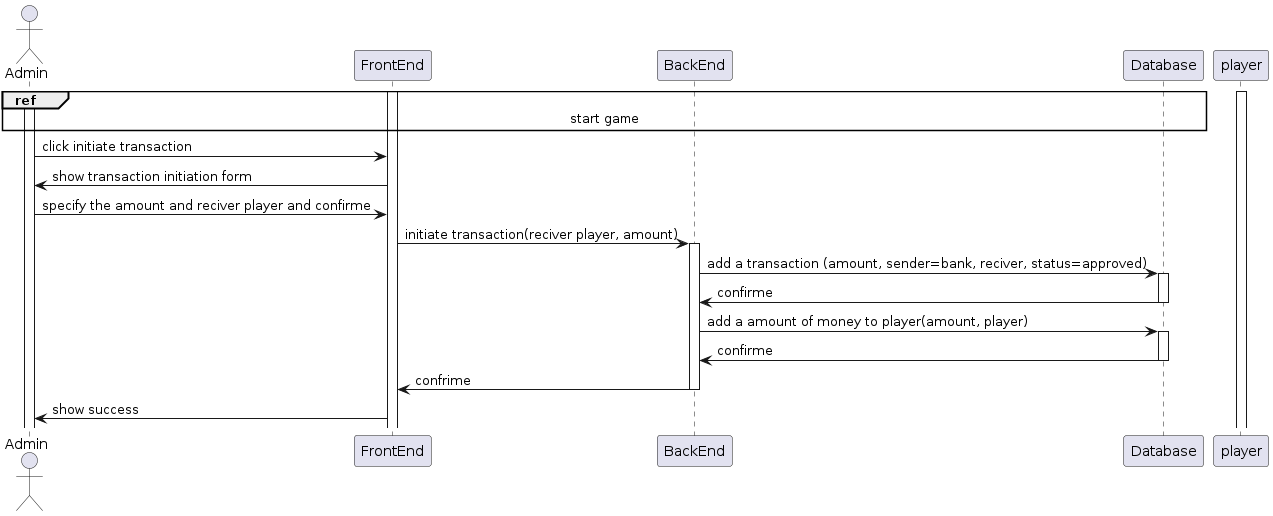 Admin
FrontEnd
BackEnd
Database
player
ref
start game
click initiate transaction
show transaction initiation form
specify the amount and reciver player and confirme
initiate transaction(reciver player, amount)
add a transaction (amount, sender=bank, reciver, status=approved)
confirme
add a amount of money to player(amount, player)
confirme
confrime
show success
Admin
FrontEnd
BackEnd
Database
player